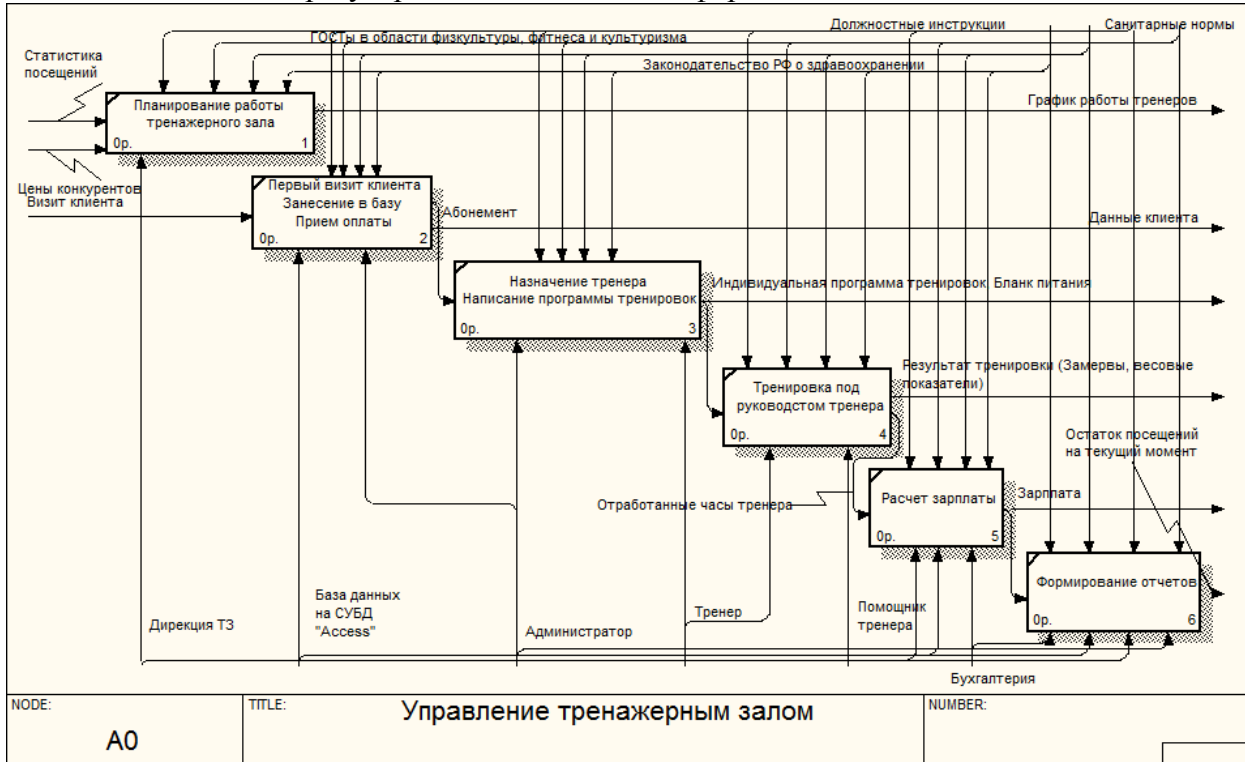 Должностные инструкции
Санитарные нормы
ГОСТы в области физкультуры, фитнеса и культуризма
Статистика
посещений
Законодательство РФ о здравоохранении
Планирование работы
тренажерного зала
0р.
1
График работы тренеров
Цены конкурентов
Визит клиента
Первый визит клиента
Занесение в базу
Прием оплаты
0р.
2
Абонемент
Данные клиента
Назначение тренера
Написание программы тренировок
0р.
3
Индивидуальная программа тренировок, Бланк питания
Тренировка под
руководстом тренера
0р.
4
Результат тренировки (Замервы, весовые
показатели)
Остаток посещений
на текущий момент
Отработанные часы тренера
Расчет зарплаты
0р.
5
Зарплата
Формирование отчетов
0р.
6
Дирекция ТЗ
База данных
на СУБД
"Access"
Администратор
Тренер
Помощник
тренера
Бухгалтерия
NODE:
A0
TITLE:
Управление тренажерным залом
NUMBER: